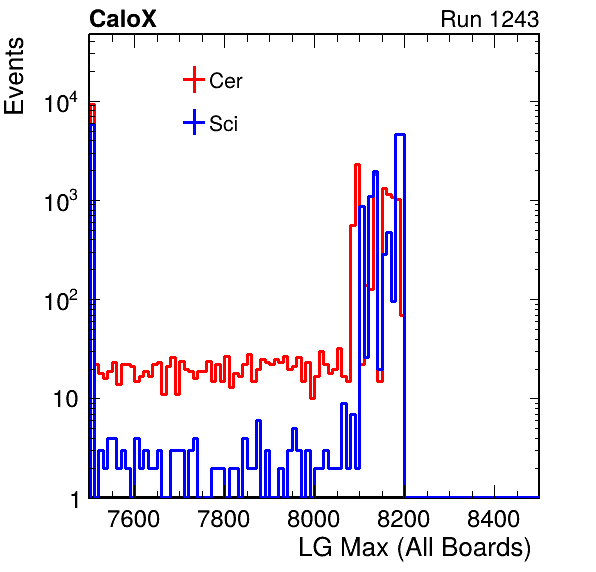 CaloX Run 1243
Events
Cer
Sci
10^4
10^3
10^2
10
1
7600 7800 8000 8200 8400
LG Max (All Boards)